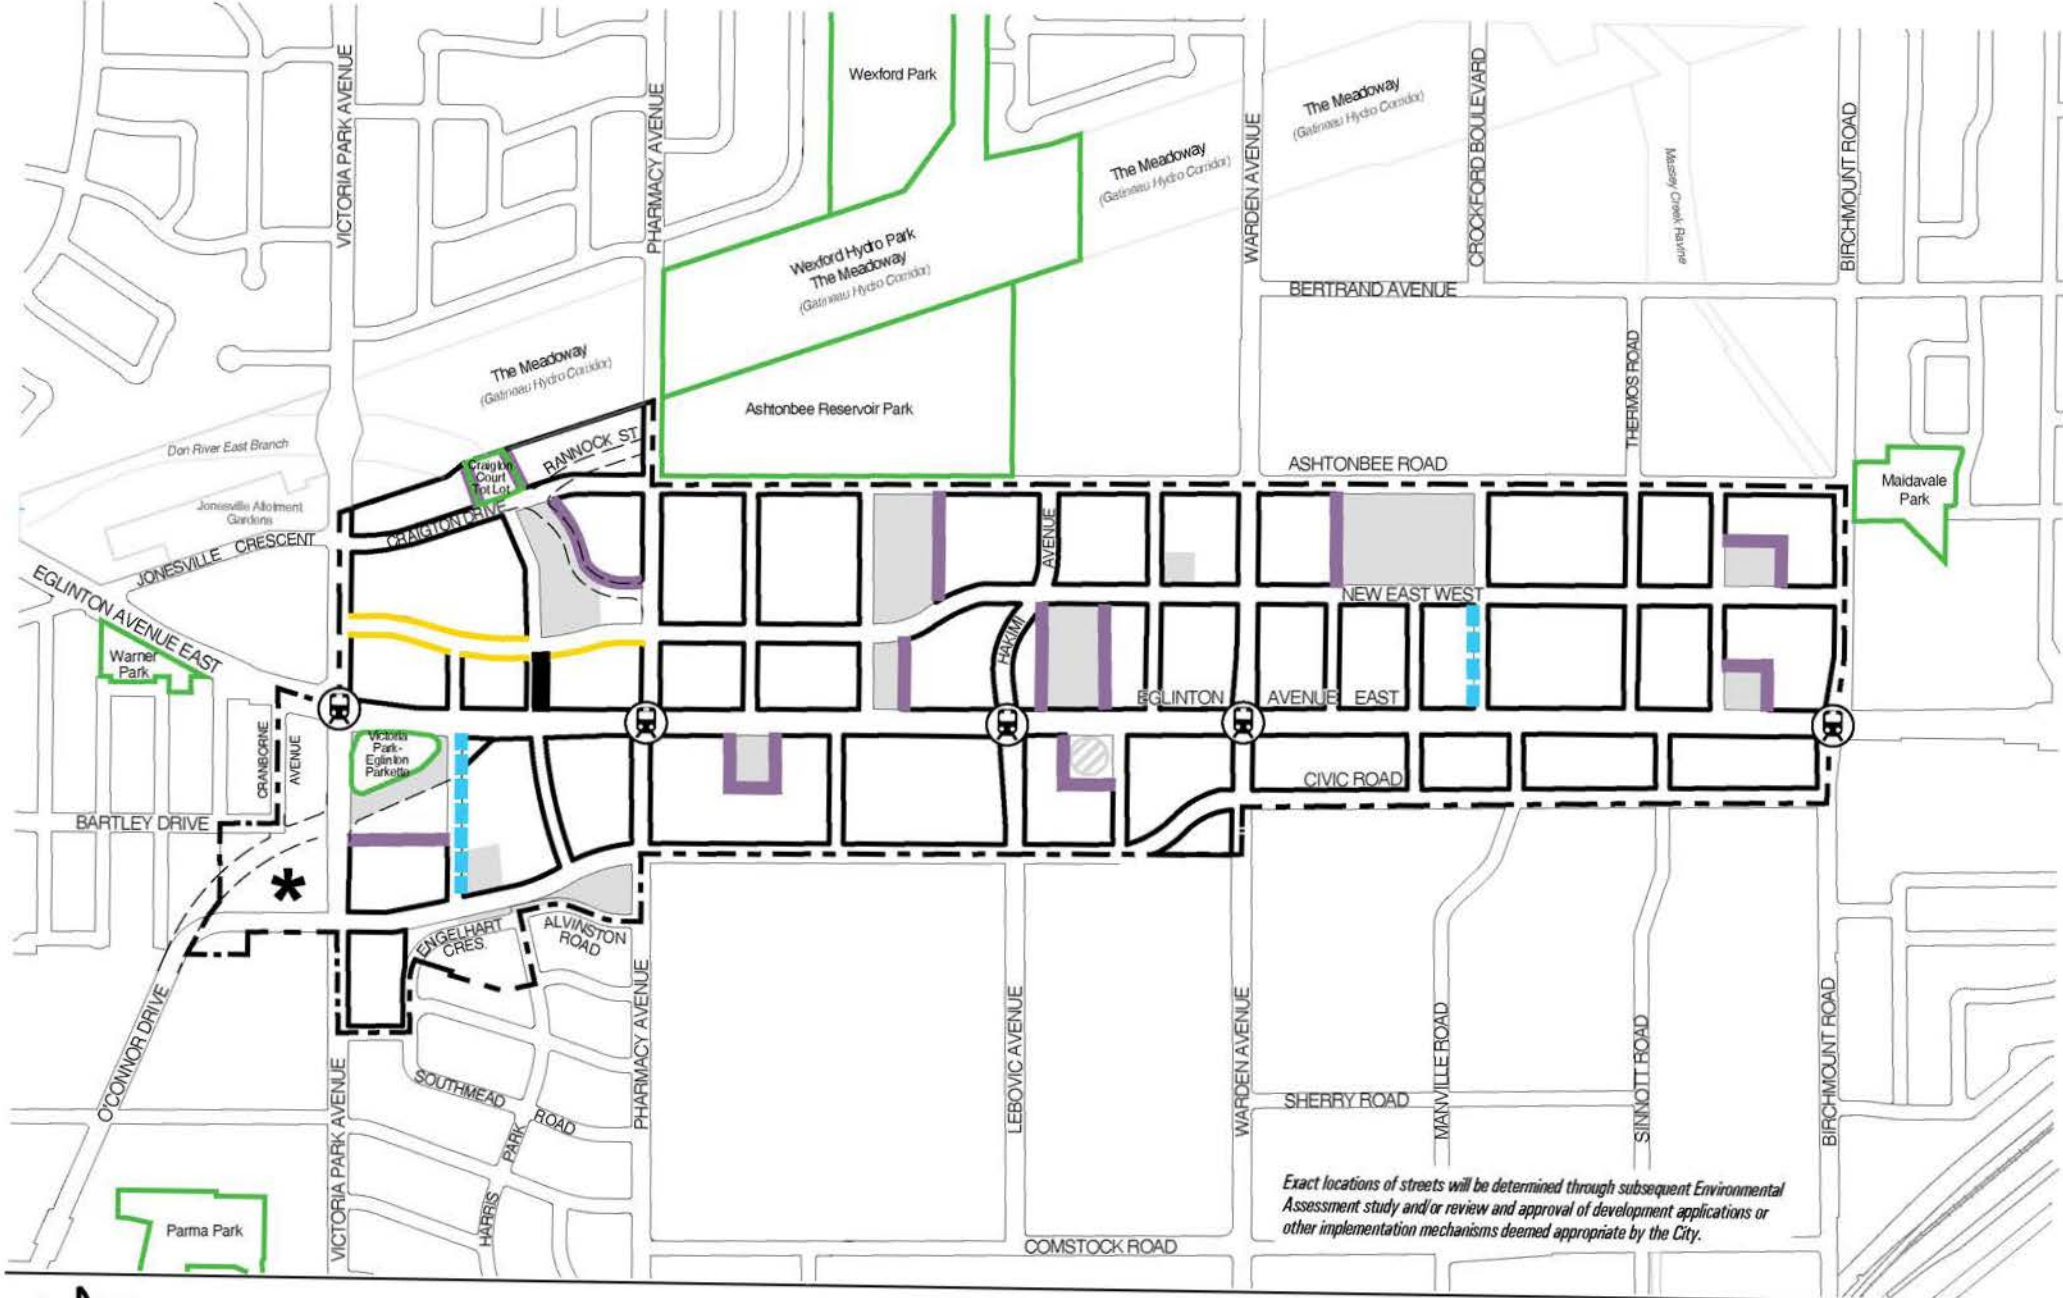 Wexford Park
The Meadoway
(Gatineau Hydro Corridor)
The Meadoway
(Gatineau Hydro Corridor)
VICTORIA PARK AVENUE
PHARMACY AVENUE
WARDEN AVENUE
CROCKFORD BOULEVARD
BIRCHMOUNT ROAD
Massey Creek Ravine
Wexford Hydro Park
The Meadoway
(Gatineau Hydro Corridor)
BERTRAND AVENUE
The Meadoway
(Gatineau Hydro Corridor)
THERMOS ROAD
Ashtonbee Reservoir Park
Don River East Branch
RANNOCK ST.
Craigton
Court
Tot Lot
ASHTONBEE ROAD
Maidavale
Park
Jonesville Allotment
Gardens
CRAIGTON DRIVE
JONESVILLE CRESCENT
AVENUE
EGLINTON AVENUE EAST
NEW EAST WEST
HAKIMI
Warner
Park
EGLINTON AVENUE EAST
CRANBORNE
AVENUE
Victoria
Park-
Eglinton
Parkette
CIVIC ROAD
BARTLEY DRIVE
*
ENGELHART
CRES.
ALVINSTON
ROAD
O'CONNOR DRIVE
VICTORIA PARK AVENUE
PHARMACY AVENUE
LEBOVIC AVENUE
WARDEN AVENUE
MANVILLE ROAD
SINNOTT ROAD
BIRCHMOUNT ROAD
SOUTHMEAD
ROAD
SHERRY ROAD
PARK
HARRIS
Parma Park
Exact locations of streets will be determined through subsequent Environmental
Assessment study and/or review and approval of development applications or
other implementation mechanisms deemed appropriate by the City.
COMSTOCK ROAD